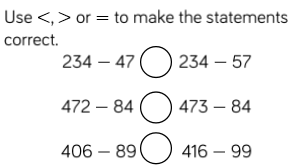 Use <, > or = to make the statements
correct.
234 – 47 ◯ 234 – 57
472 – 84 ◯ 473 – 84
406 – 89 ◯ 416 – 99